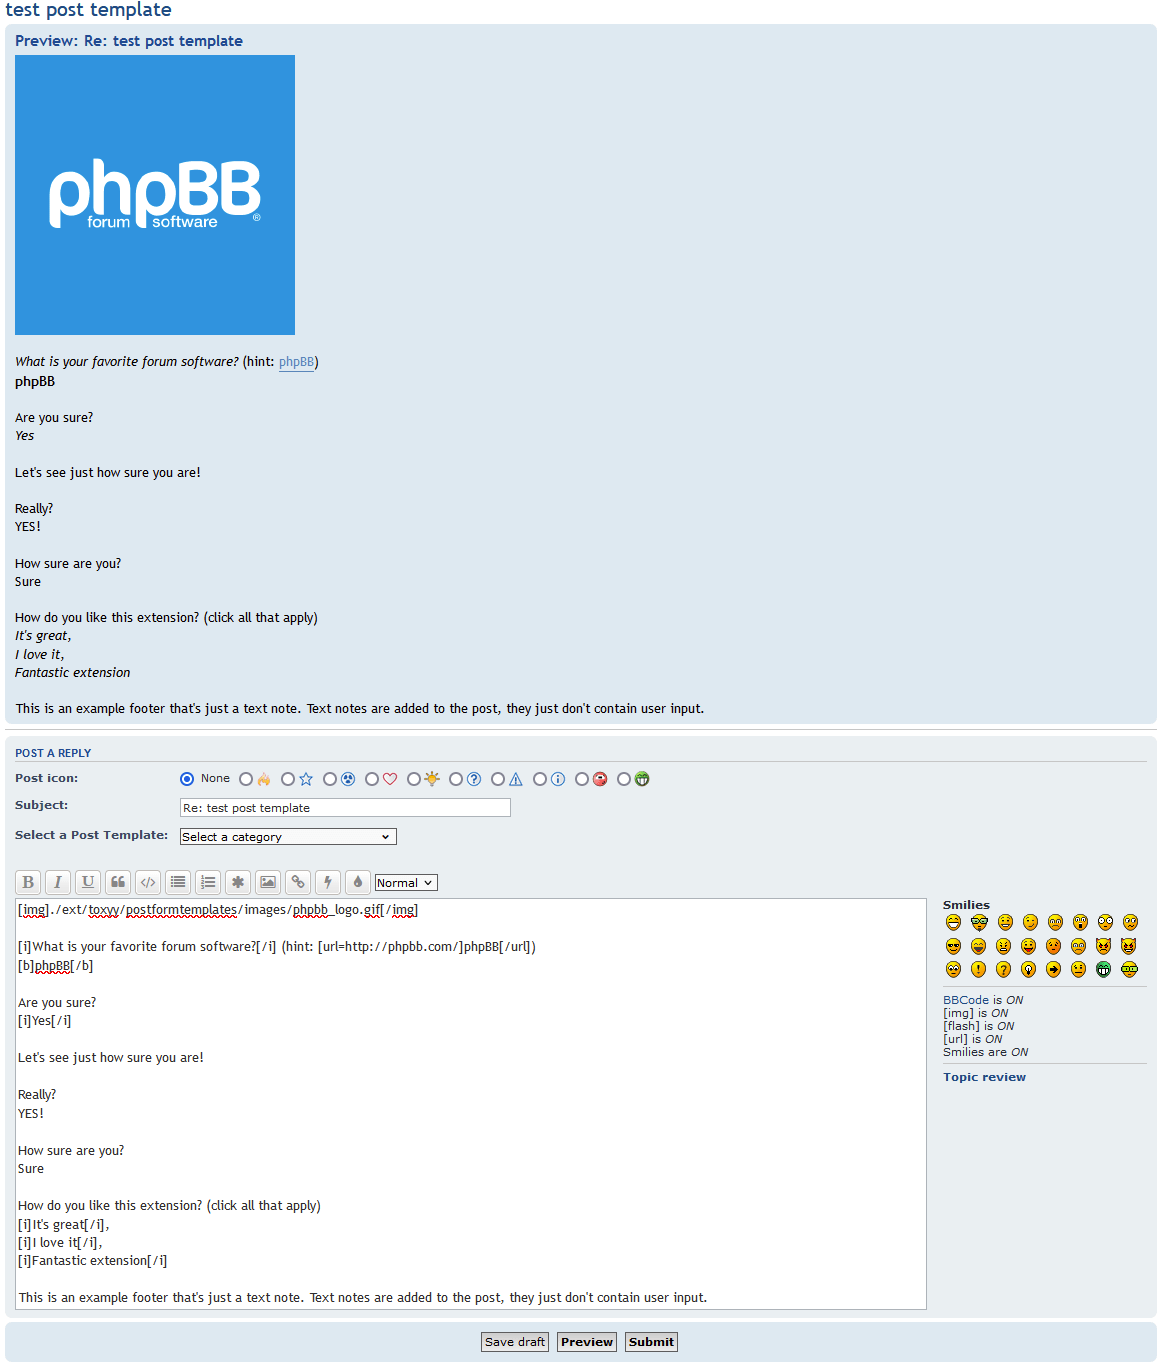 test post template
Preview: Re: test post template
phpBB
forum software ®
What is your favorite forum software? (hint: phpBB)
phpBB
Are you sure?
Yes
Let's see just how sure you are!
Really?
YES!
How sure are you?
Sure
How do you like this extension? (click all that apply)
It's great,
I love it,
Fantastic extension
This is an example footer that's just a text note. Text notes are added to the post, they just don't contain user input.
POST A REPLY
Post icon: None
Subject: Re: test post template
Select a Post Template: Select a category
B I U Normal
[img]./ext/toxyy/postformtemplates/images/phpbb_logo.gif[/img]
[i]What is your favorite forum software?[/i] (hint: [url=http://phpbb.com/]phpBB[/url])
[b]phpBB[/b]
Are you sure?
[i]Yes[/i]
Let's see just how sure you are!
Really?
YES!
How sure are you?
Sure
How do you like this extension? (click all that apply)
[i]It's great[/i],
[i]I love it[/i],
[i]Fantastic extension[/i]
This is an example footer that's just a text note. Text notes are added to the post, they just don't contain user input.
Smilies
BBCode is ON
[img] is ON
[flash] is ON
[url] is ON
Smilies are ON
Topic review
Save draft Preview Submit